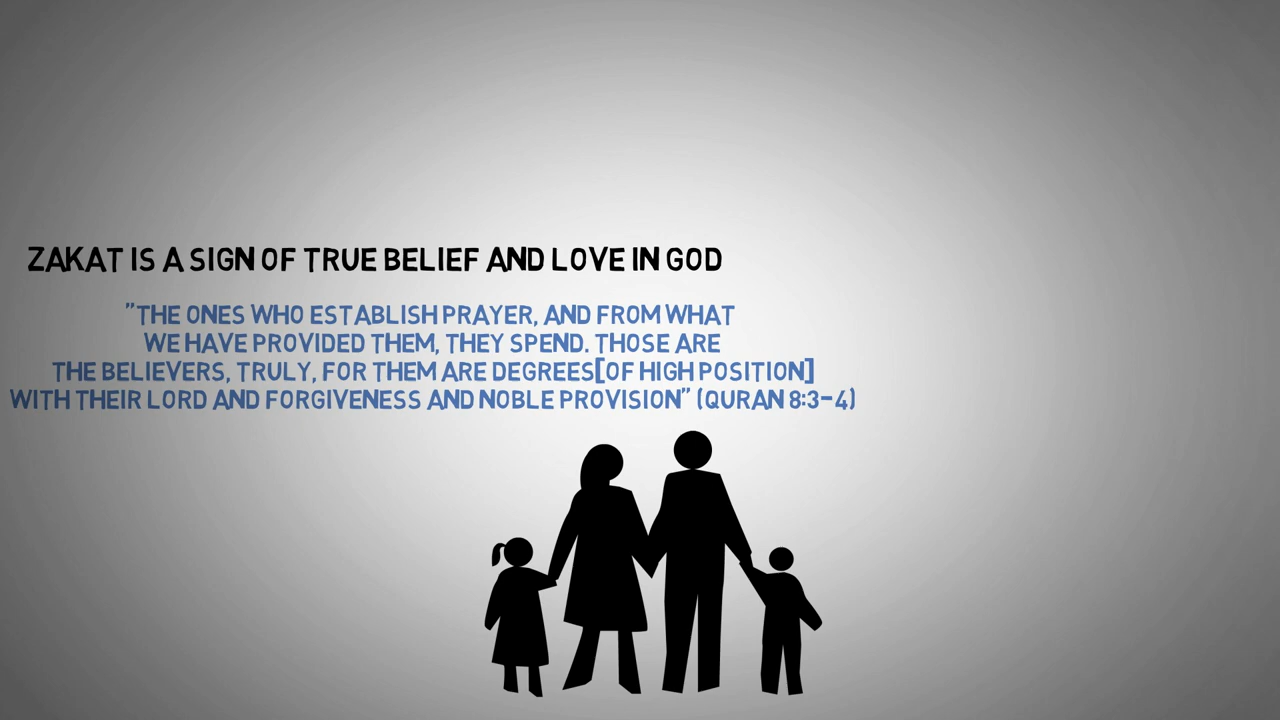 ZAKAT IS A SIGN OF TRUE BELIEF AND LOVE IN GOD
"THE ONES WHO ESTABLISH PRAYER, AND FROM WHAT
WE HAVE PROVIDED THEM, THEY SPEND. THOSE ARE
THE BELIEVERS, TRULY, FOR THEM ARE DEGREES[OF HIGH POSITION]
WITH THEIR LORD AND FORGIVENESS AND NOBLE PROVISION" (QURAN 8:3-4)